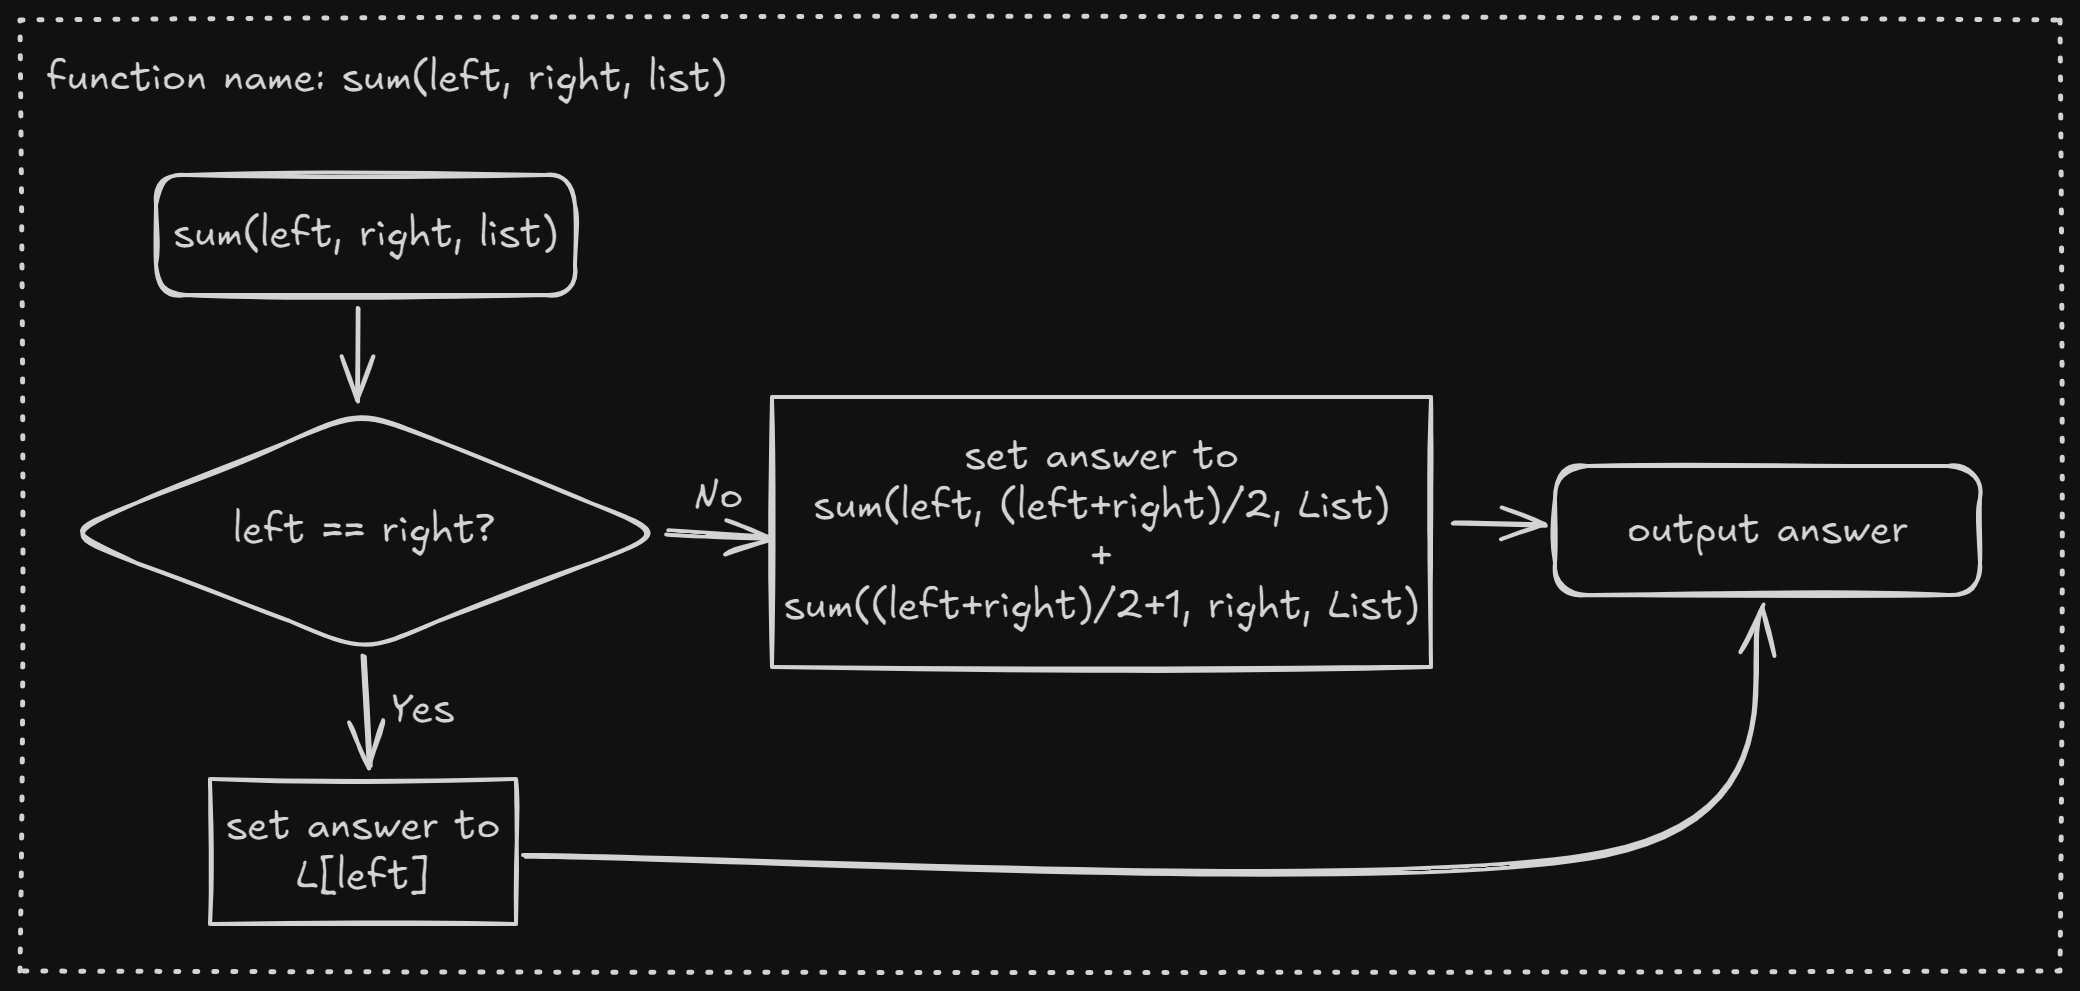 function name: sum(left, right, list)
sum(left, right, list)
left == right?
No
set answer to
sum(left, (left+right)/2, List)
+
sum((left+right)/2+1, right, List)
output answer
Yes
set answer to
L[left]